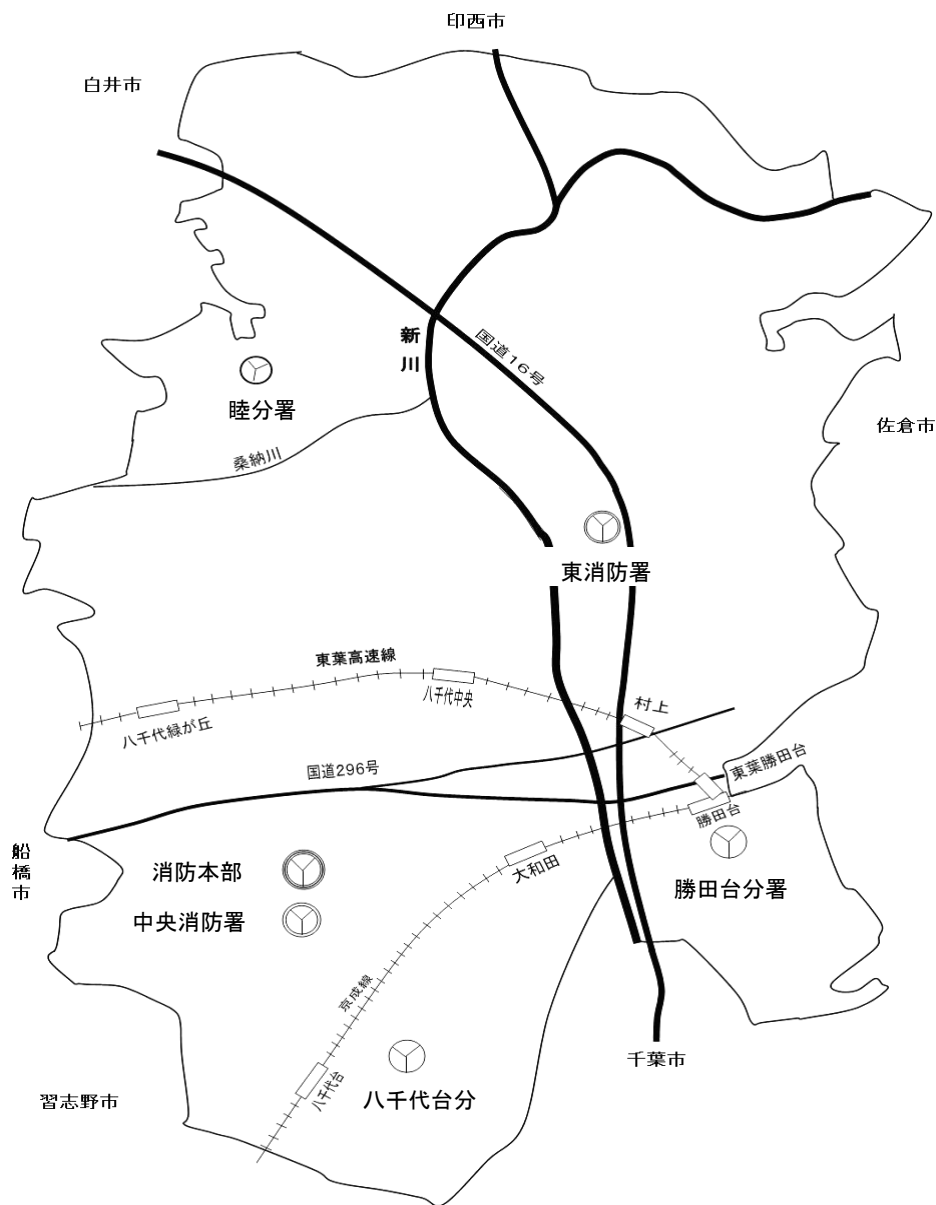 印西市
白井市
新川
国道16号
睦分署
佐倉市
桑納川
東消防署
東葉高速線
八千代中央
村上
八千代緑が丘
東葉勝田台
国道296号
勝田台
船橋市
大和田
消防本部
勝田台分署
中央消防署
京成線
千葉市
八千代台
八千代台分
習志野市